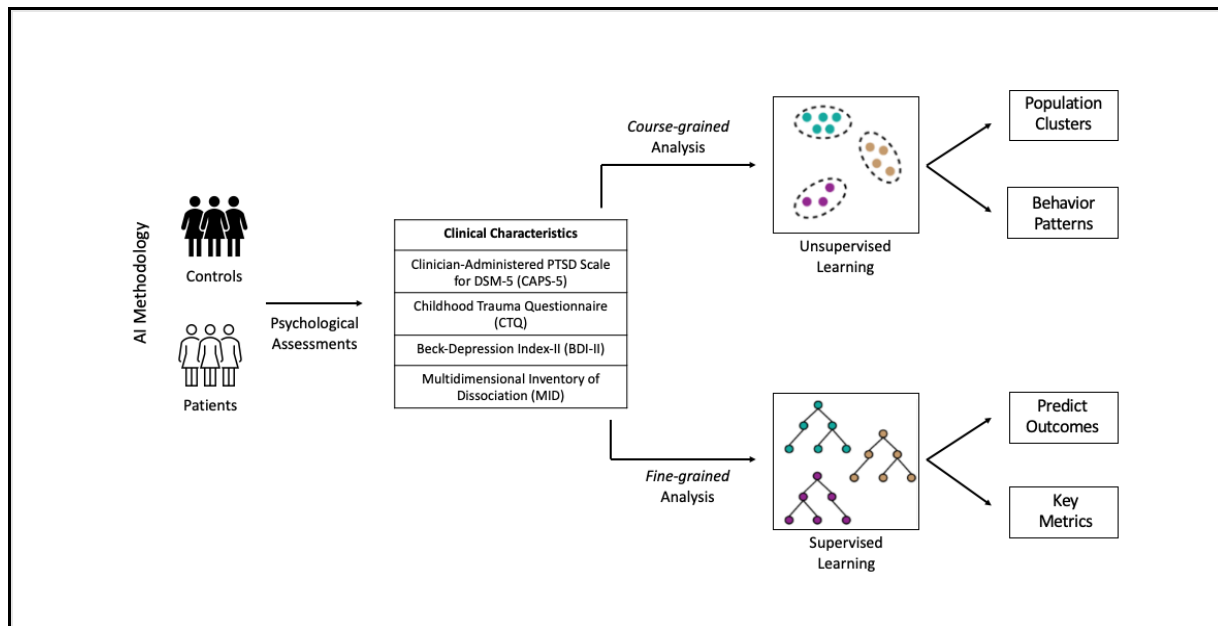 AI Methodology
Controls
Patients
Psychological
Assessments
Clinical Characteristics
Clinician-Administered PTSD Scale
for DSM-5 (CAPS-5)
Childhood Trauma Questionnaire
(CTQ)
Beck-Depression Index-II (BDI-II)
Multidimensional Inventory of
Dissociation (MID)
Course-grained
Analysis
Unsupervised
Learning
Population
Clusters
Behavior
Patterns
Fine-grained
Analysis
Supervised
Learning
Predict
Outcomes
Key
Metrics